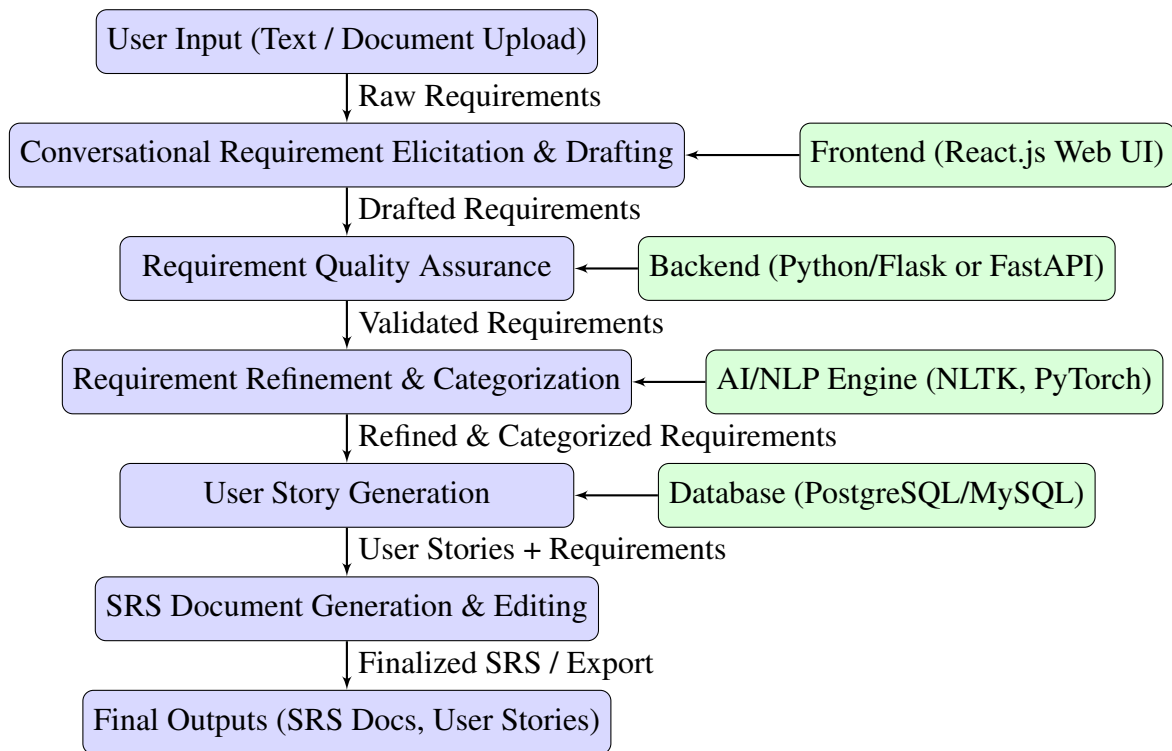 User Input (Text / Document Upload)
Raw Requirements
Conversational Requirement Elicitation & Drafting
Frontend (React.js Web UI)
Drafted Requirements
Requirement Quality Assurance
Backend (Python/Flask or FastAPI)
Validated Requirements
Requirement Refinement & Categorization
AI/NLP Engine (NLTK, PyTorch)
Refined & Categorized Requirements
User Story Generation
Database (PostgreSQL/MySQL)
User Stories + Requirements
SRS Document Generation & Editing
Finalized SRS / Export
Final Outputs (SRS Docs, User Stories)